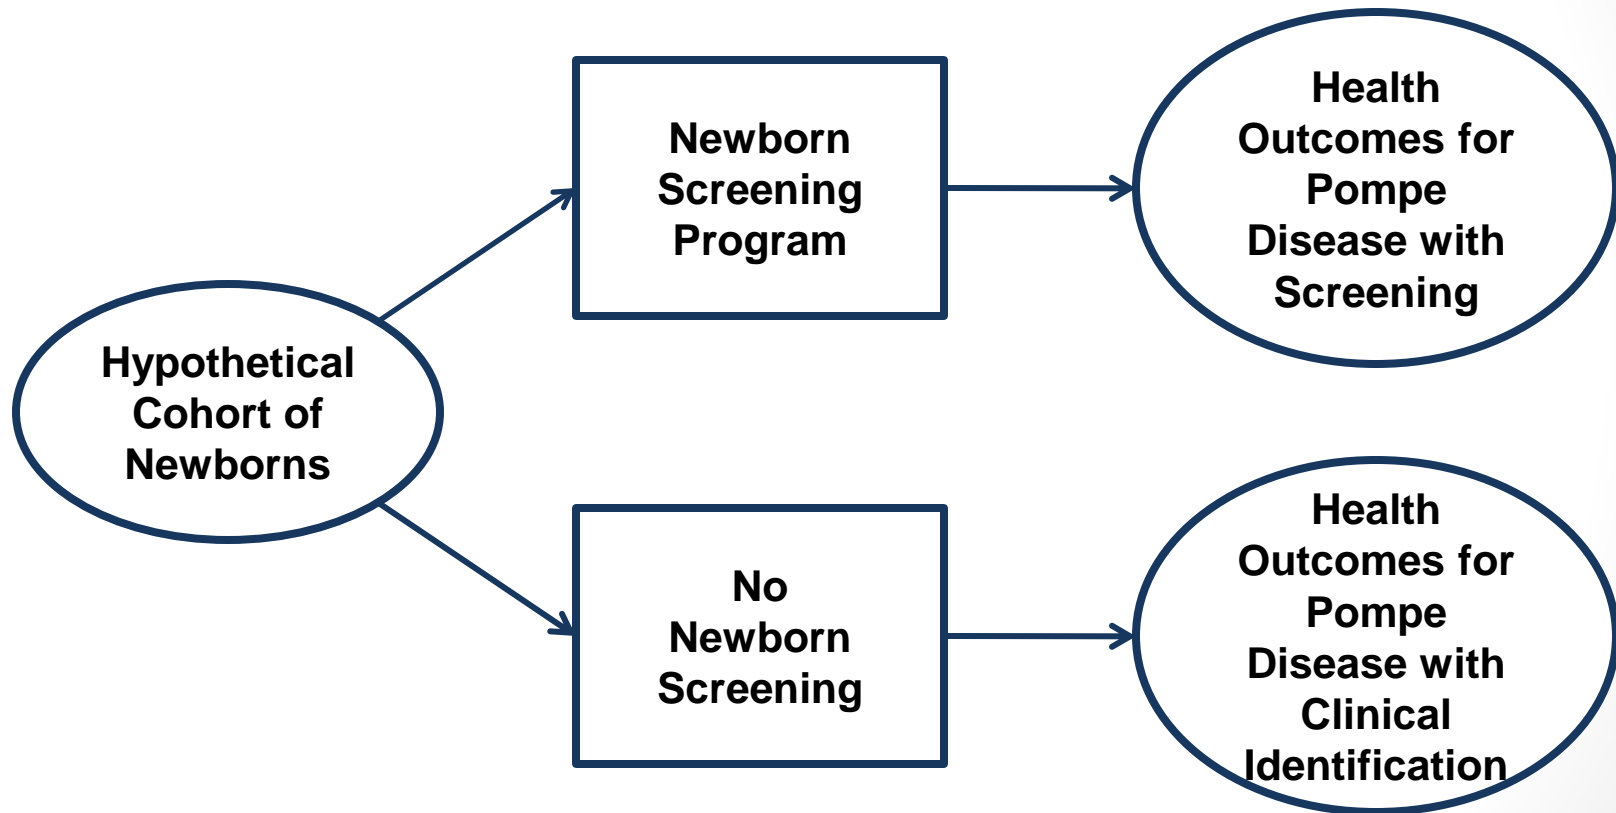 Hypothetical
Cohort of
Newborns
Newborn
Screening
Program
Health
Outcomes for
Pompe
Disease with
Screening
No
Newborn
Screening
Health
Outcomes for
Pompe
Disease with
Clinical
Identification